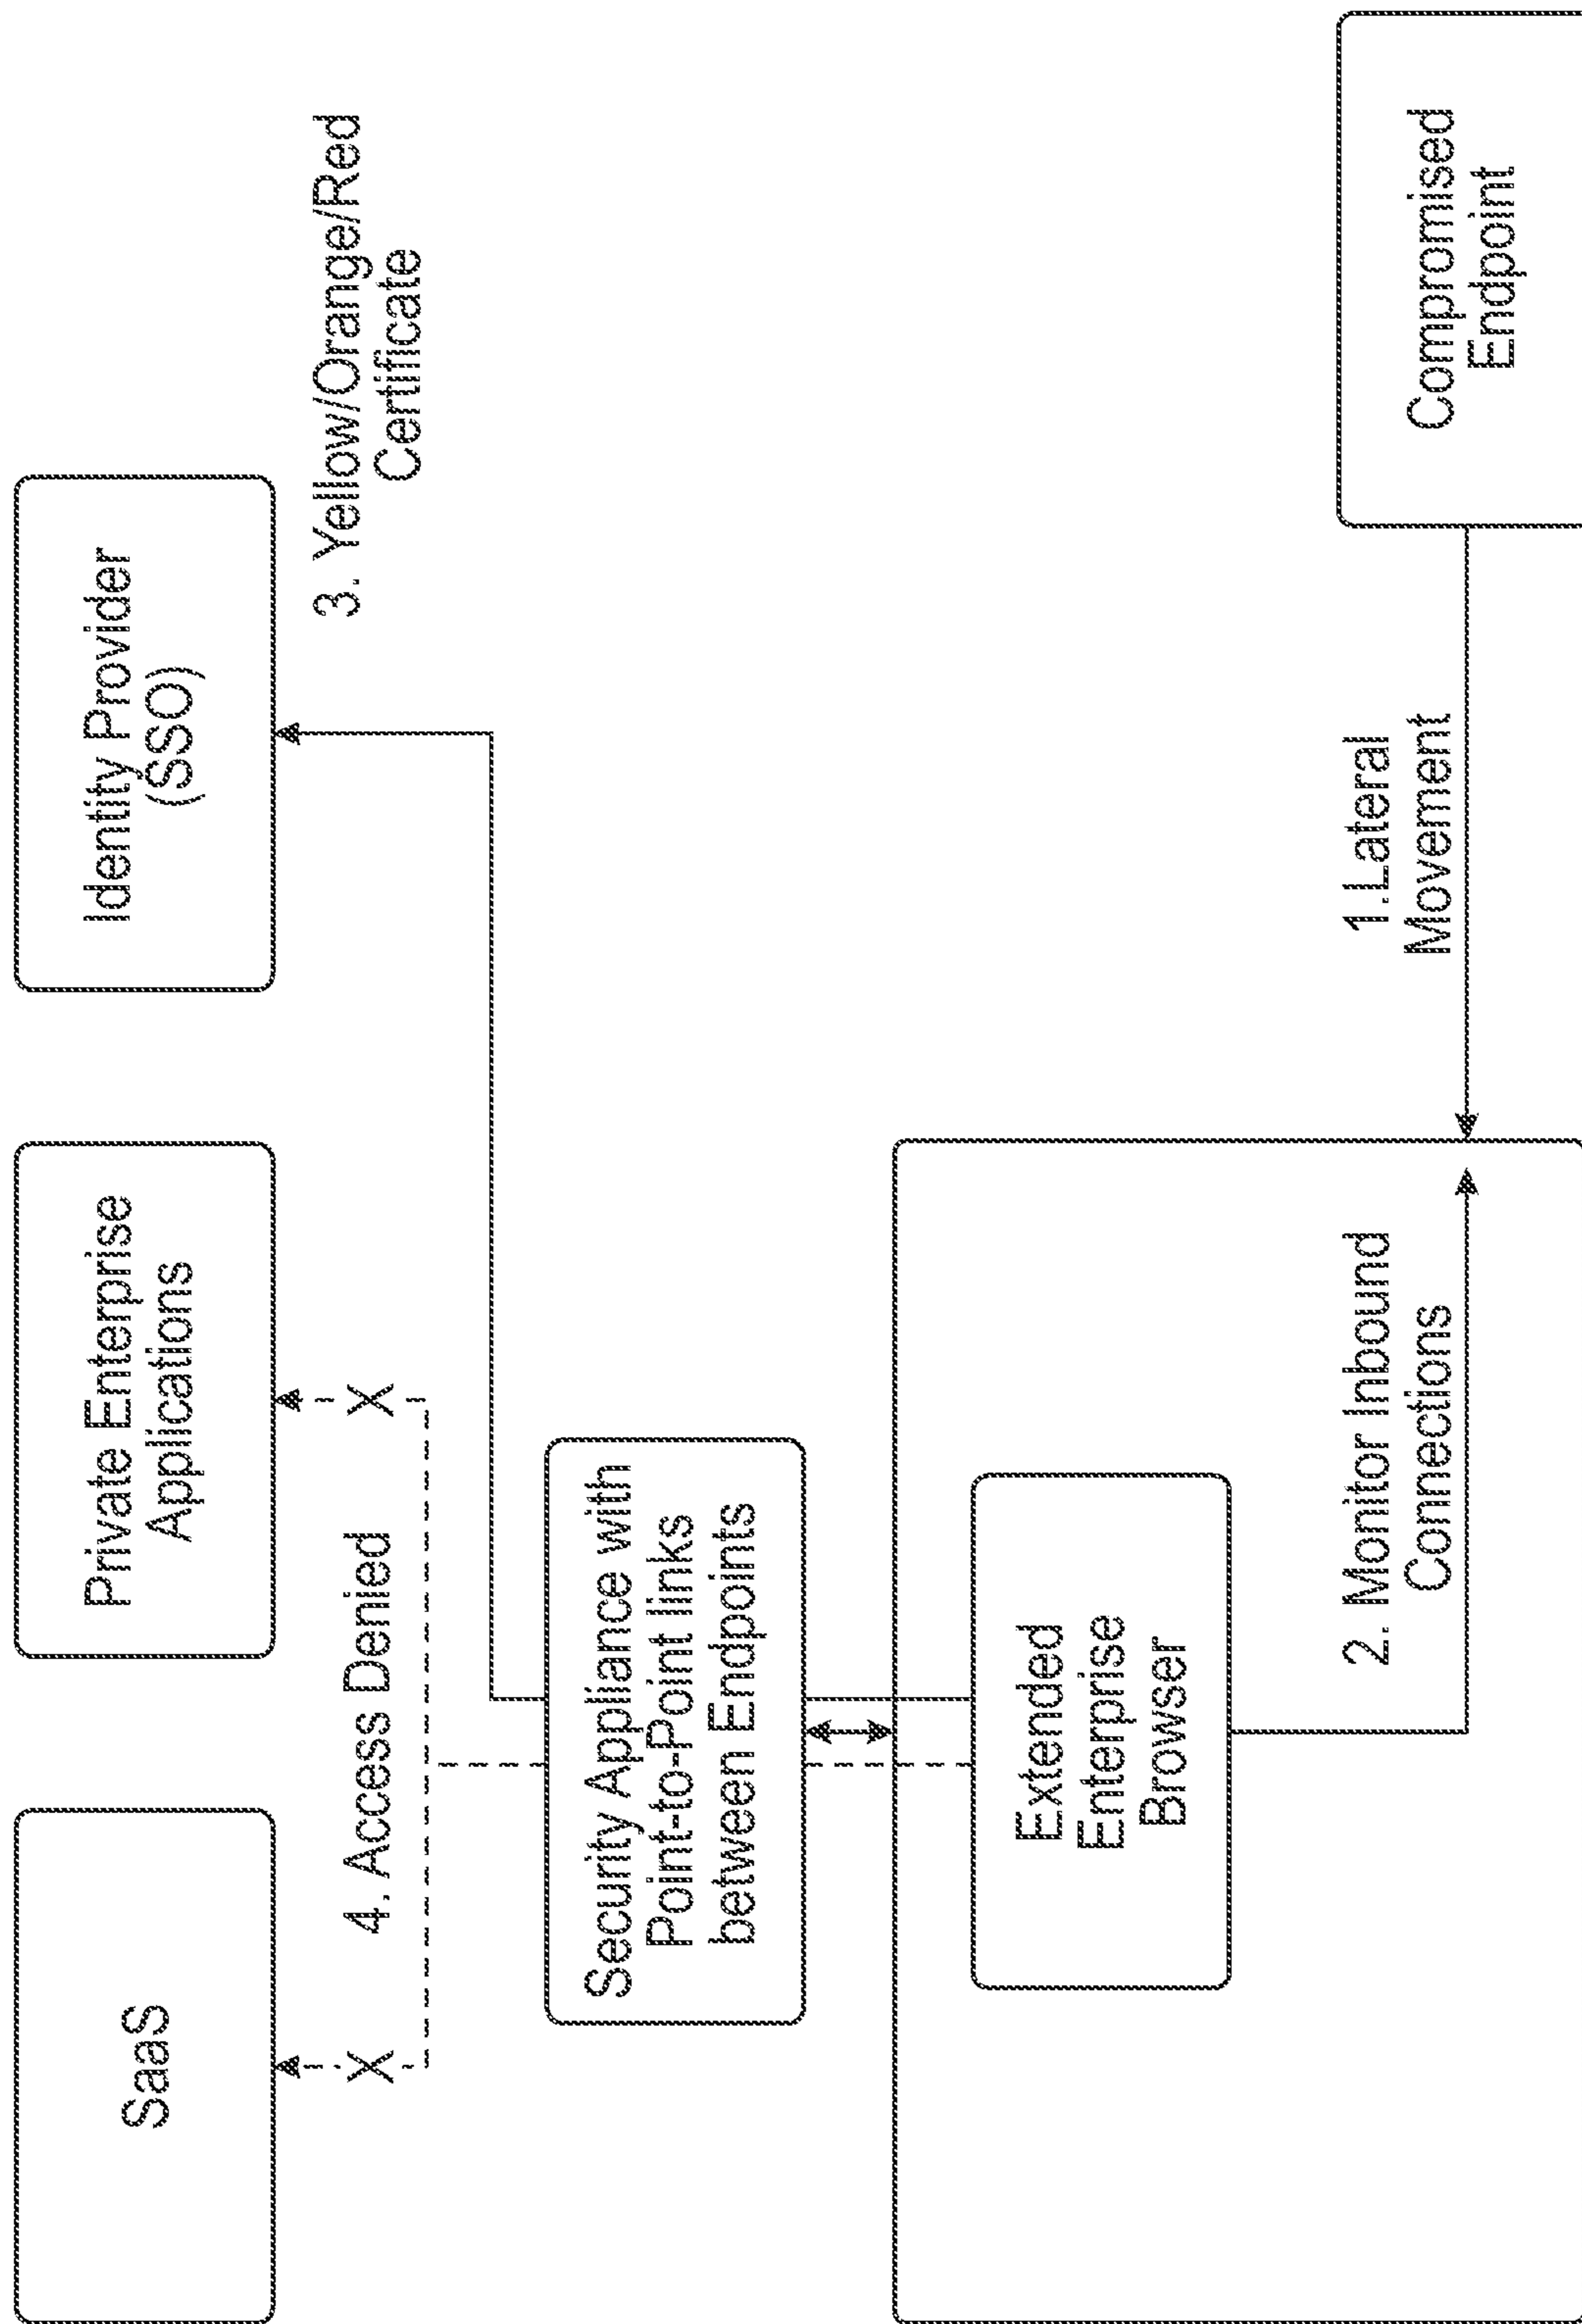 SaaS
Private Enterprise
Applications
Identity Provider
(SSO)
4. Access Denied
X
X
3. Yellow/Orange/Red
Certificate
Security Appliance with
Point-to-Point links
between Endpoints
Extended
Enterprise
Browser
2. Monitor Inbound
Connections
1.Lateral
Movement
Compromised
Endpoint